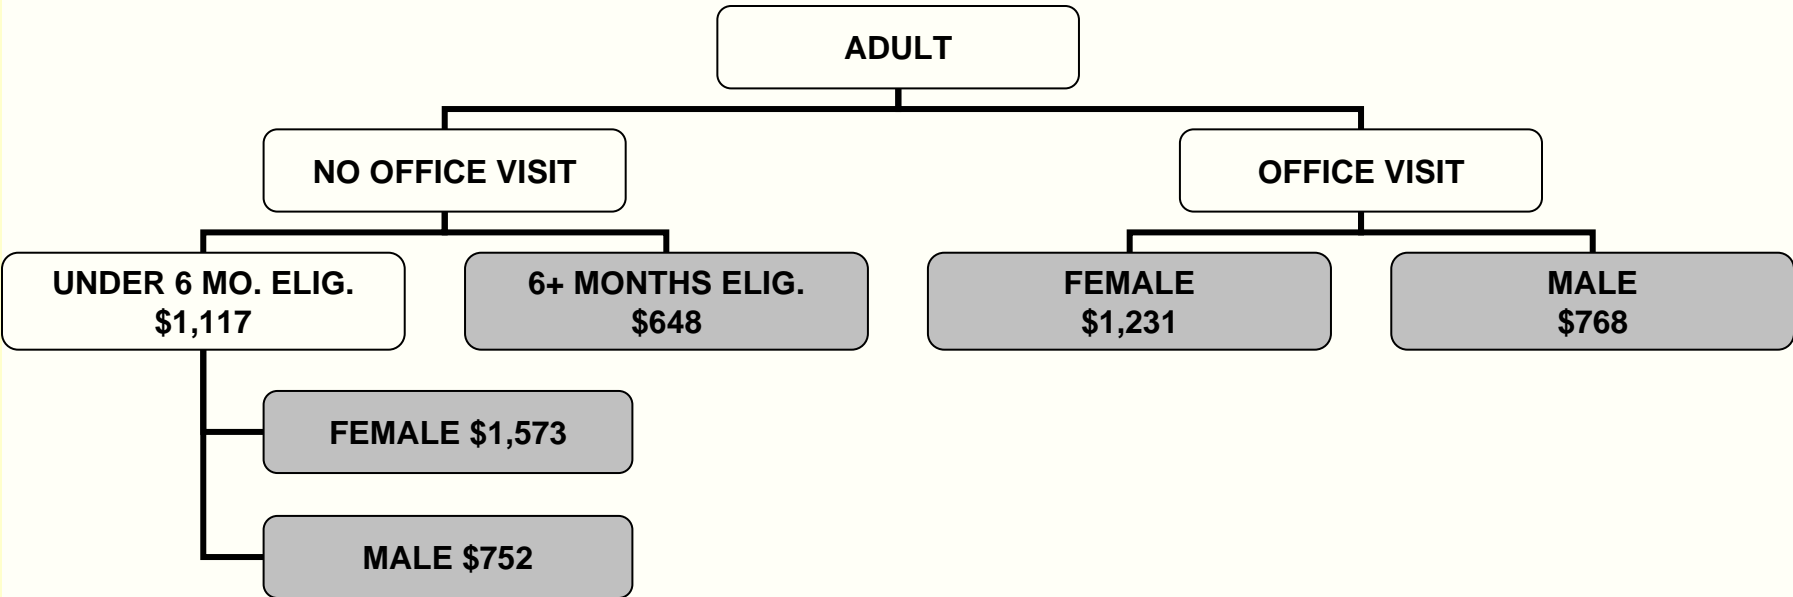 ADULT
NO OFFICE VISIT
OFFICE VISIT
UNDER 6 MO. ELIG.
$1,117
6+ MONTHS ELIG.
$648
FEMALE
$1,231
MALE
$768
FEMALE $1,573
MALE $752